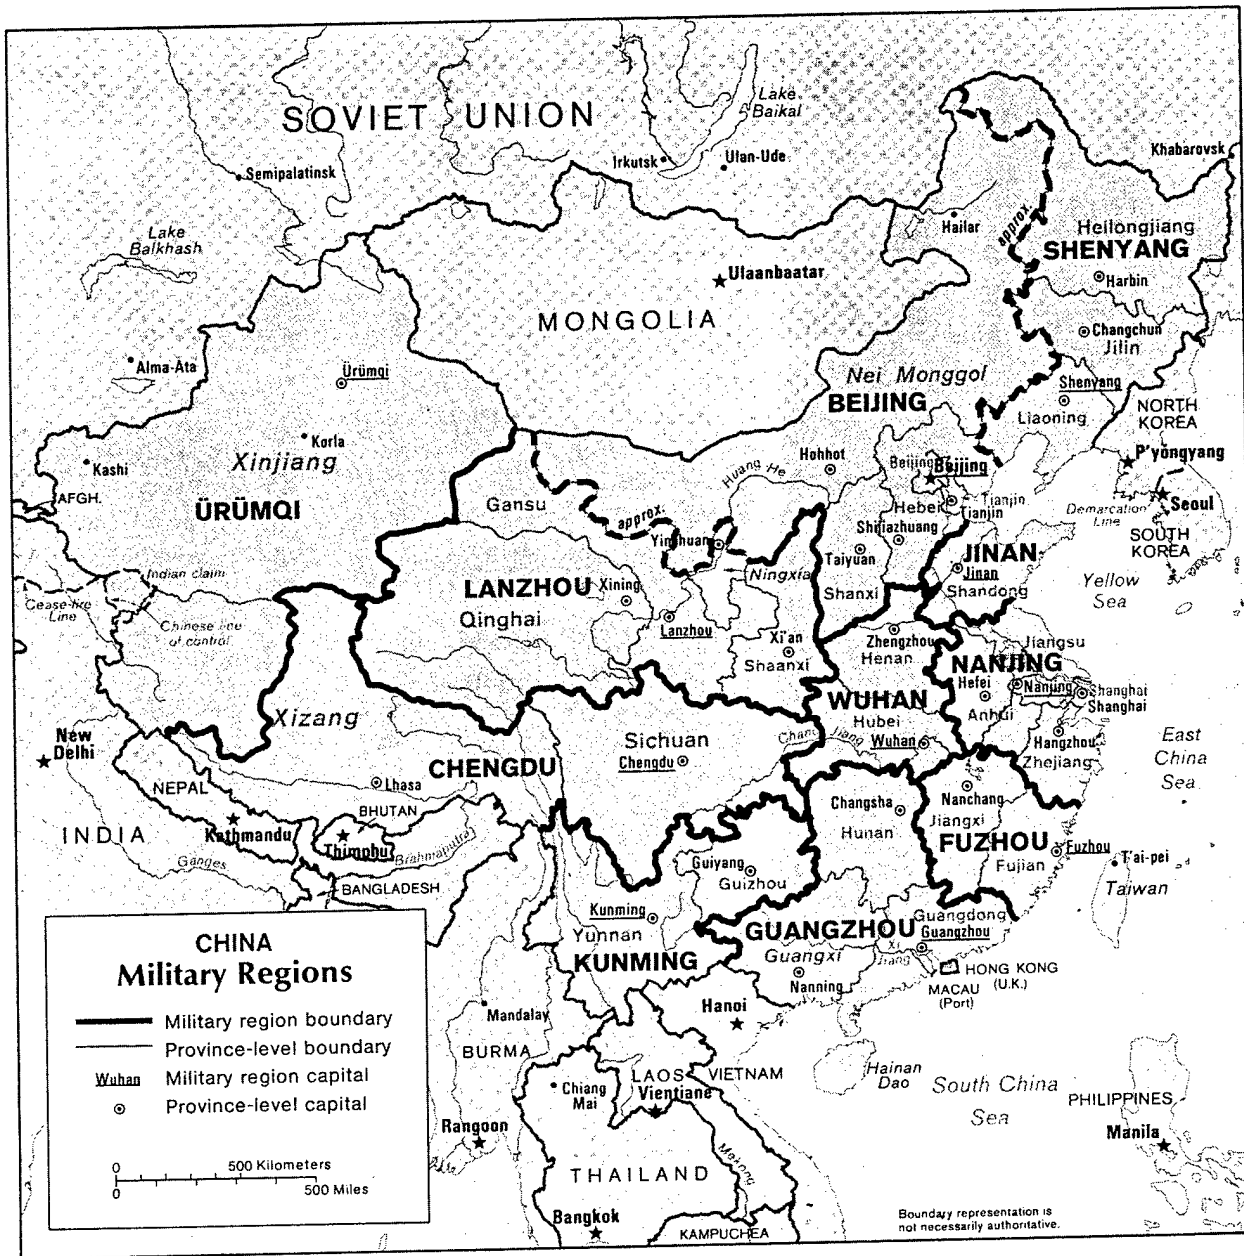 SOVIET UNION
Lake
Baikal
Irkutsk
Ulan-Ude
Khabarovsk
Semipalatinsk
Lake
Balkhash
Hailar
approx.
Heilongjiang
SHENYANG
Harbin
Ulaanbaatar
MONGOLIA
Changchun
Jilin
Alma-Ata
Ürümqi
Nei Monggol
BEIJING
Shenyang
Liaoning
NORTH
KOREA
P'yŏngyang
Korla
Xinjiang
Kashi
AFGH.
ÜRÜMQI
Hohhot
Huang He
Beijing
Beijing
Tianjin
Tianjin
Hebei
Shijiazhuang
Demarcation
Line
Seoul
SOUTH
KOREA
Gansu
approx.
Yinchuan
Ningxia
Taiyuan
Shanxi
JINAN
Jinan
Shandong
Yellow
Sea
Indian claim
Cease-fire
Line
Chinese line
of control
LANZHOU
Xining
Qinghai
Lanzhou
Xi'an
Shaanxi
Zhengzhou
Henan
Jiangsu
NANJING
Hefei
Nanjing
Anhui
Shanghai
Shanghai
WUHAN
Hubei
Wuhan
Chang Jiang
Hangzhou
Zhejiang
East
China
Sea
Xizang
New
Delhi
Sichuan
Chengdu
CHENGDU
Lhasa
NEPAL
Kathmandu
BHUTAN
Thimphu
Brahmaputra
INDIA
Ganges
BANGLADESH
Changsha
Hunan
Nanchang
Jiangxi
FUZHOU
Fuzhou
Fujian
T'ai-pei
Taiwan
Guiyang
Guizhou
Kunming
Yunnan
KUNMING
GUANGZHOU
Guangdong
Guangzhou
Guangxi
Xi
Jiang
Nanning
HONG KONG
(U.K.)
MACAU
(Port)
Hanoi
Mandalay
BURMA
LAOS
VIETNAM
Vientiane
Chiang
Mai
Hainan
Dao
South China
Sea
PHILIPPINES
Manila
Rangoon
THAILAND
Mekong
Bangkok
KAMPUCHEA
CHINA
Military Regions
Military region boundary
Province-level boundary
Wuhan Military region capital
Province-level capital
0 500 Kilometers
0 500 Miles
Boundary representation is
not necessarily authoritative.